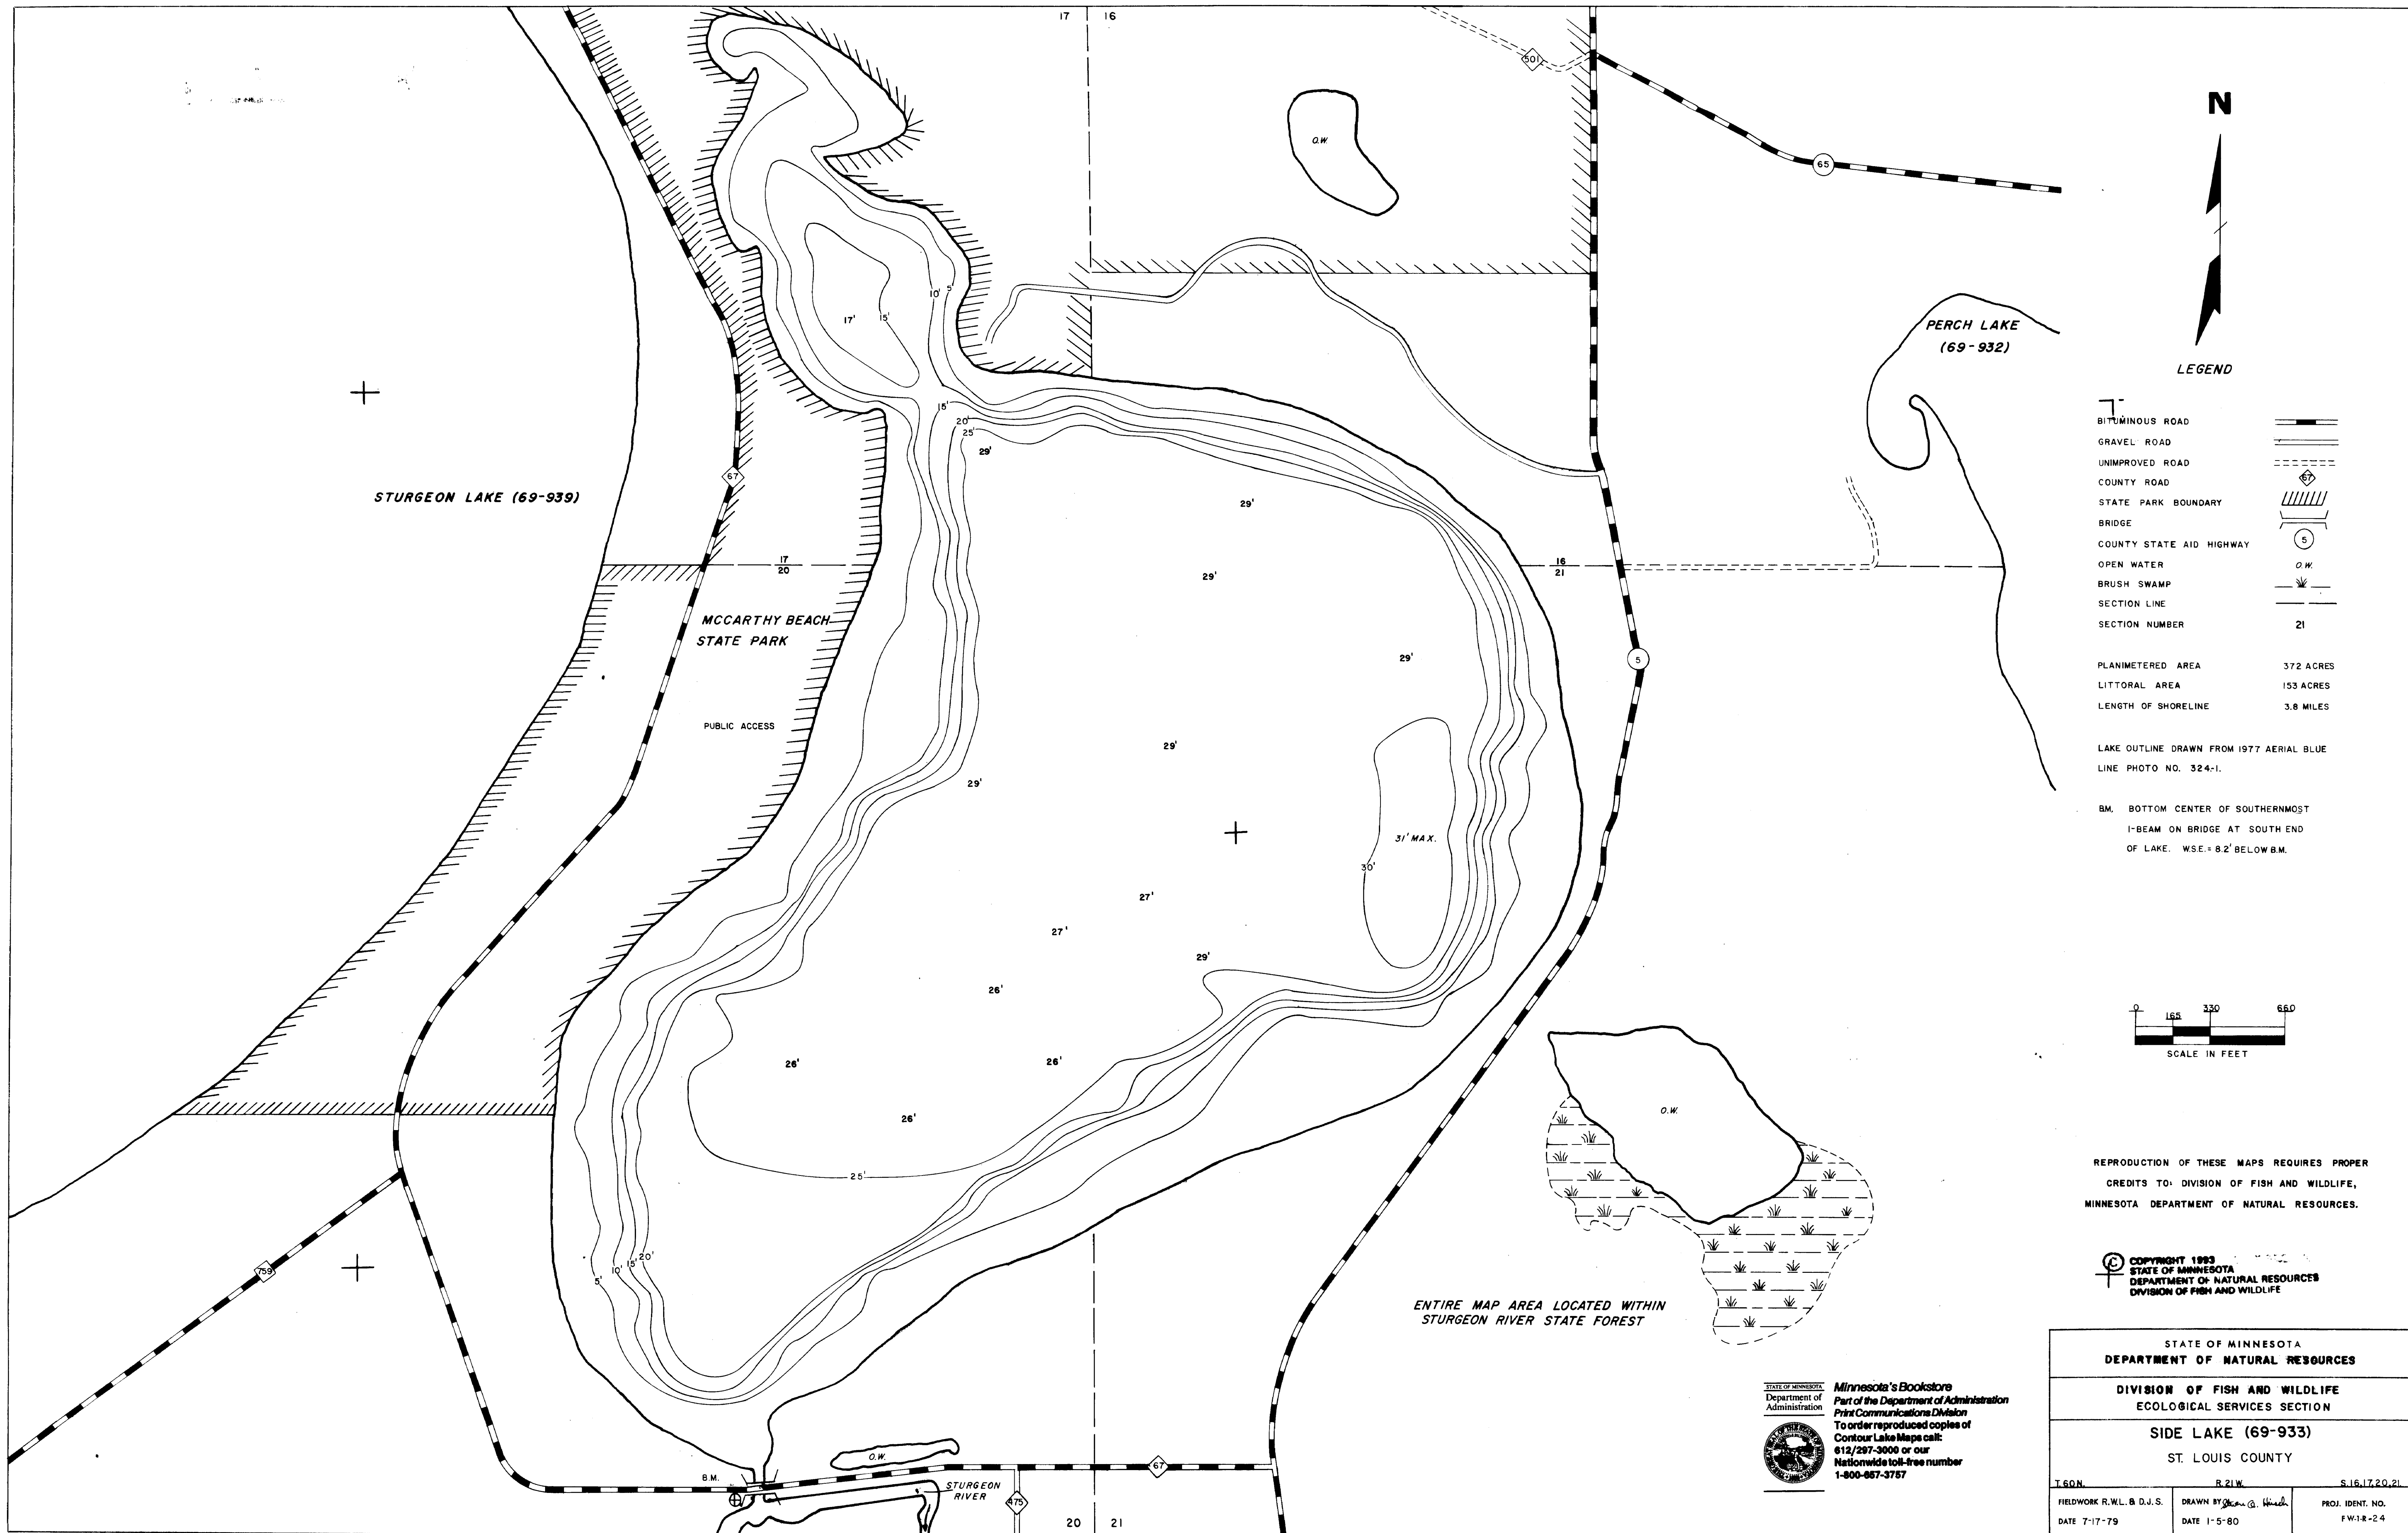 17 16
501
O.W.
65
N
10' 5'
17' 15'
PERCH LAKE
(69-932)
LEGEND
BITUMINOUS ROAD
GRAVEL ROAD
UNIMPROVED ROAD
COUNTY ROAD 67
STATE PARK BOUNDARY
BRIDGE
COUNTY STATE AID HIGHWAY 5
OPEN WATER O.W.
BRUSH SWAMP
SECTION LINE
SECTION NUMBER 21
15'
20'
25'
29'
67
STURGEON LAKE (69-939)
29'
17
20
29'
16
21
MCCARTHY BEACH
STATE PARK
29'
5
PLANIMETERED AREA 372 ACRES
LITTORAL AREA 153 ACRES
LENGTH OF SHORELINE 3.8 MILES
PUBLIC ACCESS
29'
29'
LAKE OUTLINE DRAWN FROM 1977 AERIAL BLUE
LINE PHOTO NO. 324-1.
B.M. BOTTOM CENTER OF SOUTHERNMOST
I-BEAM ON BRIDGE AT SOUTH END
OF LAKE. W.S.E.= 8.2' BELOW B.M.
31' MAX.
30'
27'
27'
29'
26'
26'
26'
26'
25'
0 165 330 660
SCALE IN FEET
O.W.
REPRODUCTION OF THESE MAPS REQUIRES PROPER
CREDITS TO: DIVISION OF FISH AND WILDLIFE,
MINNESOTA DEPARTMENT OF NATURAL RESOURCES.
759
5' 10' 15' 20'
© COPYRIGHT 1993
STATE OF MINNESOTA
DEPARTMENT OF NATURAL RESOURCES
DIVISION OF FISH AND WILDLIFE
ENTIRE MAP AREA LOCATED WITHIN
STURGEON RIVER STATE FOREST
STATE OF MINNESOTA
Department of
Administration
Minnesota's Bookstore
Part of the Department of Administration
Print Communications Division
To order reproduced copies of
Contour Lake Maps call:
612/297-3000 or our
Nationwide toll-free number
1-800-657-3757
STATE OF MINNESOTA
DEPARTMENT OF NATURAL RESOURCES
DIVISION OF FISH AND WILDLIFE
ECOLOGICAL SERVICES SECTION
SIDE LAKE (69-933)
ST. LOUIS COUNTY
T.60N. R.21W. S.16,17,20,21.
FIELDWORK R.W.L. & D.J.S.
DATE 7-17-79
DRAWN BY
DATE 1-5-80
PROJ. IDENT. NO.
FW-1-R-24
O.W.
B.M.
67
STURGEON
RIVER
475
20 21